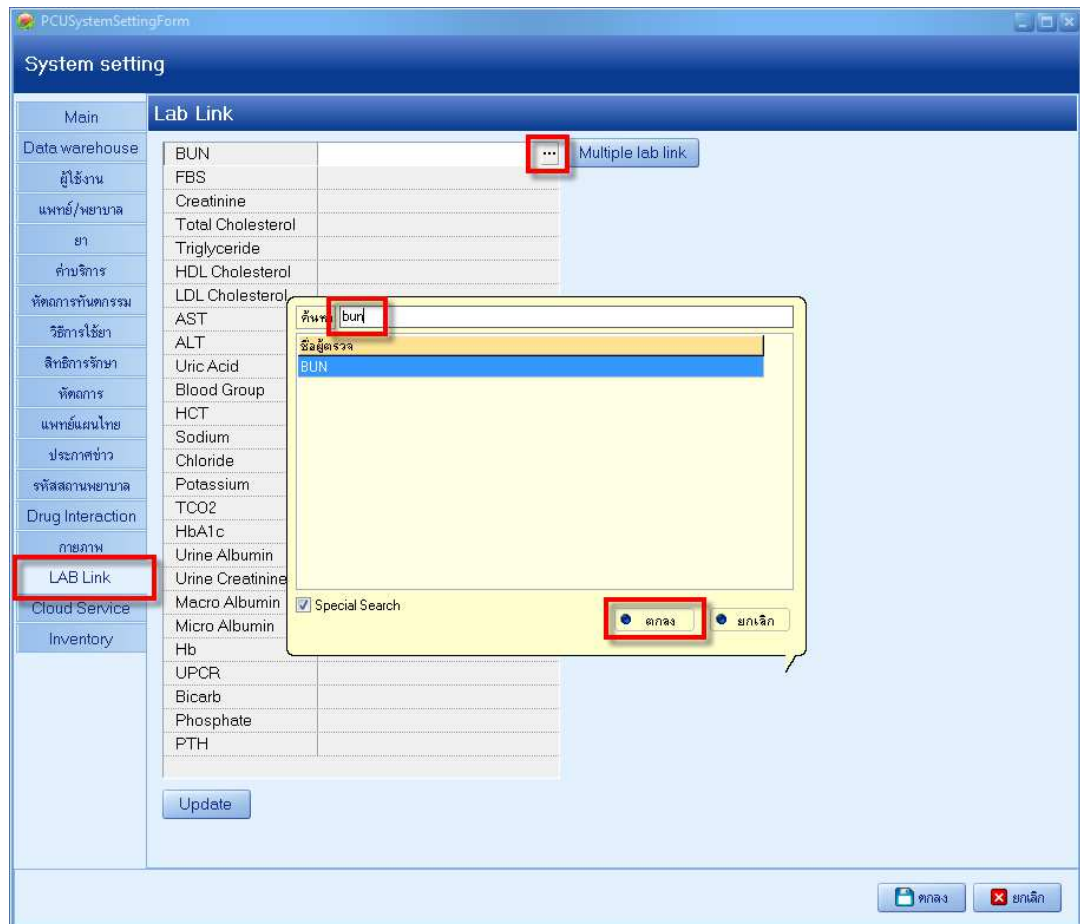 PCUSystemSettingForm
System setting
Main
Data warehouse
ผู้ใช้งาน
แพทย์/พยาบาล
ยา
ค่าบริการ
หัตถการทันตกรรม
วิธีการใช้ยา
สิทธิการรักษา
หัตถการ
แพทย์แผนไทย
ประกาศข่าว
รหัสสถานพยาบาล
Drug Interaction
กายภาพ
LAB Link
Cloud Service
Inventory
Lab Link
BUN ... Multiple lab link
FBS
Creatinine
Total Cholesterol
Triglyceride
HDL Cholesterol
LDL Cholesterol
AST
ALT
Uric Acid
Blood Group
HCT
Sodium
Chloride
Potassium
TCO2
HbA1c
Urine Albumin
Urine Creatinine
Macro Albumin
Micro Albumin
Hb
UPCR
Bicarb
Phosphate
PTH
bun
ชื่อผู้ตรวจ
BUN
Special Search
ตกลง ยกเลิก
Update
ตกลง ยกเลิก